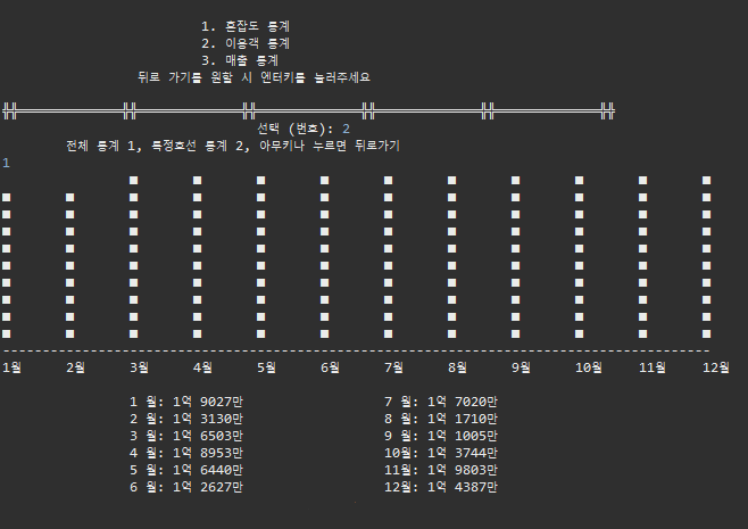 1. 혼잡도 통계
2. 이용객 통계
3. 매출 통계
뒤로 가기를 원할 시 엔터키를 눌러주세요
선택 (번호): 2
전체 통계 1, 특정호선 통계 2, 아무키나 누르면 뒤로가기
1
1월 2월 3월 4월 5월 6월 7월 8월 9월 10월 11월 12월
1 월: 1억 9027만 7 월: 1억 7020만
2 월: 1억 3130만 8 월: 1억 1710만
3 월: 1억 6503만 9 월: 1억 1005만
4 월: 1억 8953만 10월: 1억 3744만
5 월: 1억 6440만 11월: 1억 9803만
6 월: 1억 2627만 12월: 1억 4387만